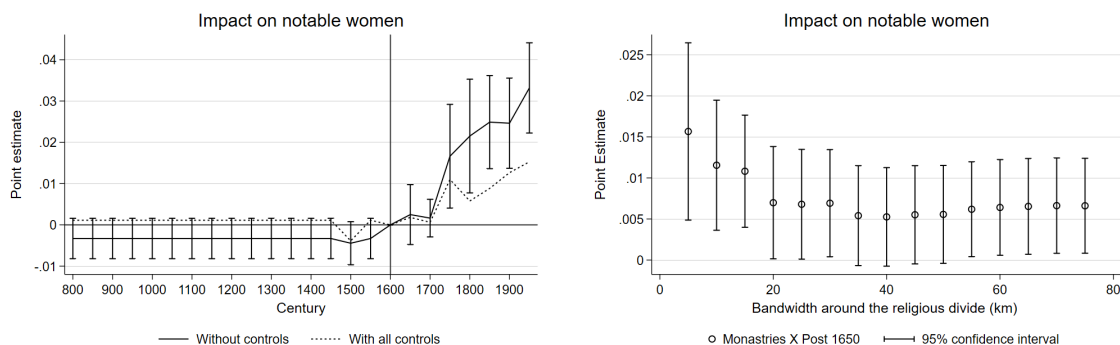 Impact on notable women
.04
.03
.02
.01
0
-.01
Point estimate
800 900 1000 1100 1200 1300 1400 1500 1600 1700 1800 1900
Century
Without controls With all controls
Impact on notable women
.025
.02
.015
.01
.005
0
Point Estimate
0 20 40 60 80
Bandwidth around the religious divide (km)
Monastries X Post 1650 95% confidence interval